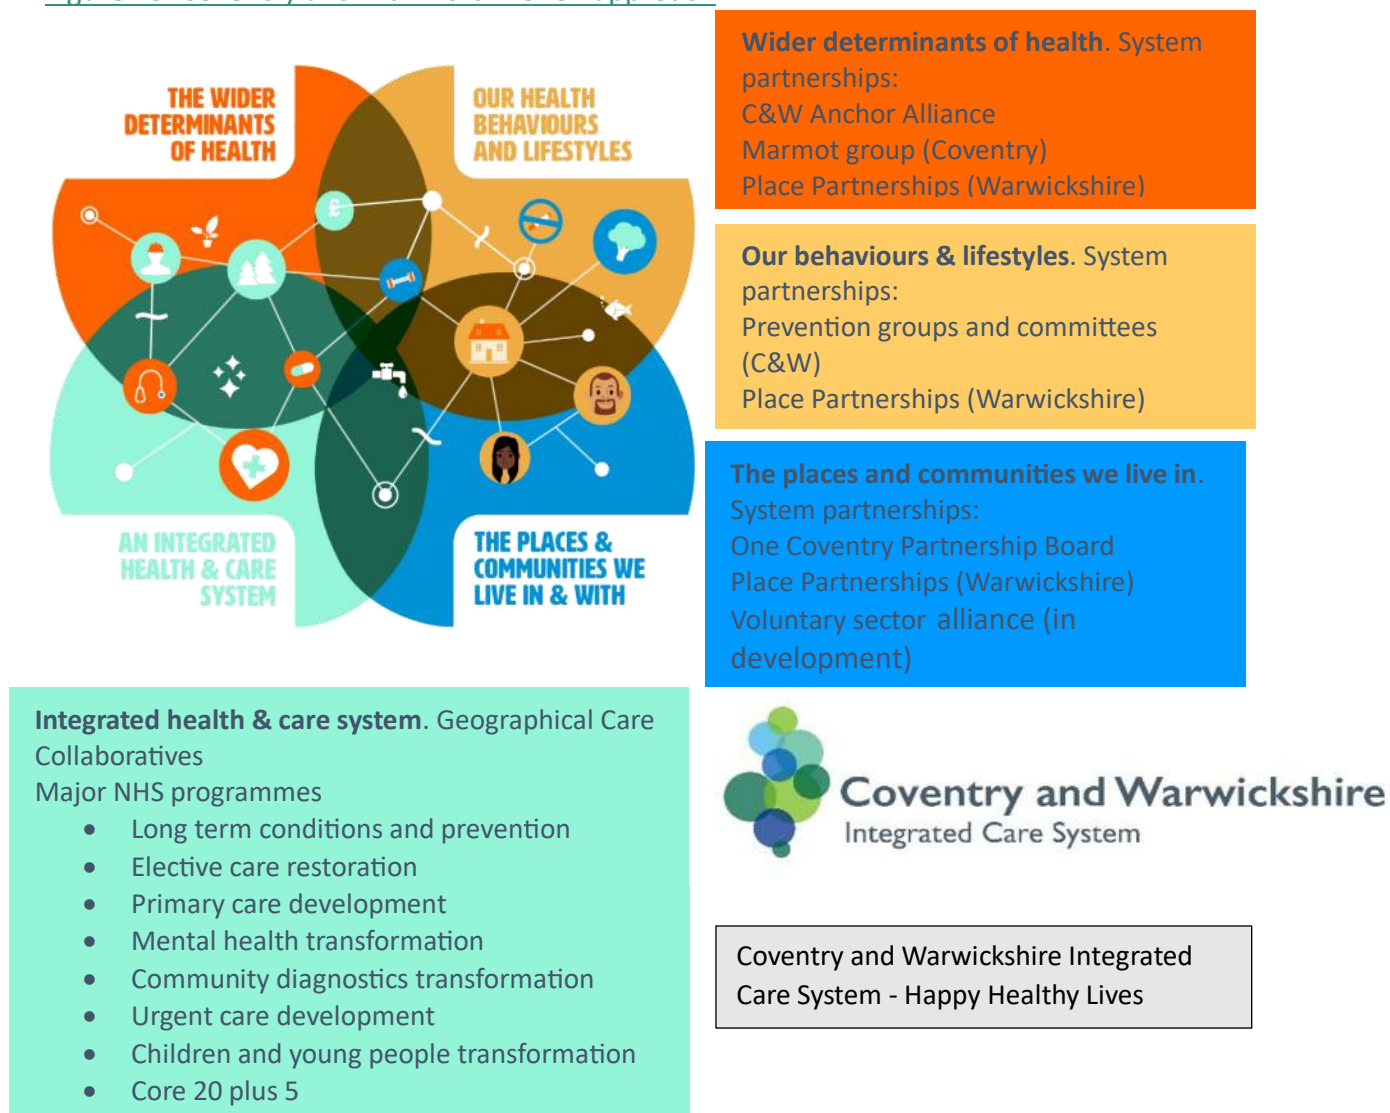 THE WIDER
DETERMINANTS
OF HEALTH
OUR HEALTH
BEHAVIOURS
AND LIFESTYLES
£
AN INTEGRATED
HEALTH & CARE
SYSTEM
THE PLACES &
COMMUNITIES WE
LIVE IN & WITH
Wider determinants of health. System
partnerships:
C&W Anchor Alliance
Marmot group (Coventry)
Place Partnerships (Warwickshire)
Our behaviours & lifestyles. System
partnerships:
Prevention groups and committees
(C&W)
Place Partnerships (Warwickshire)
The places and communities we live in.
System partnerships:
One Coventry Partnership Board
Place Partnerships (Warwickshire)
Voluntary sector alliance (in
development)
Integrated health & care system. Geographical Care
Collaboratives
Major NHS programmes
• Long term conditions and prevention
• Elective care restoration
• Primary care development
• Mental health transformation
• Community diagnostics transformation
• Urgent care development
• Children and young people transformation
• Core 20 plus 5
Coventry and Warwickshire
Integrated Care System
Coventry and Warwickshire Integrated
Care System - Happy Healthy Lives